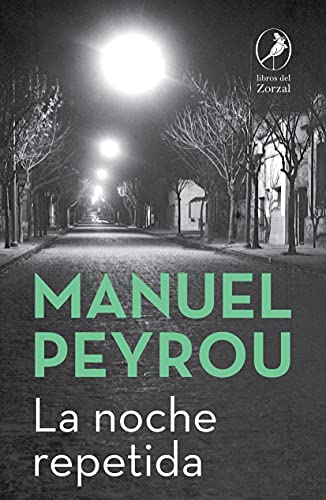 libros del
Zorzal
MANUEL
PEYROU
La noche
repetida